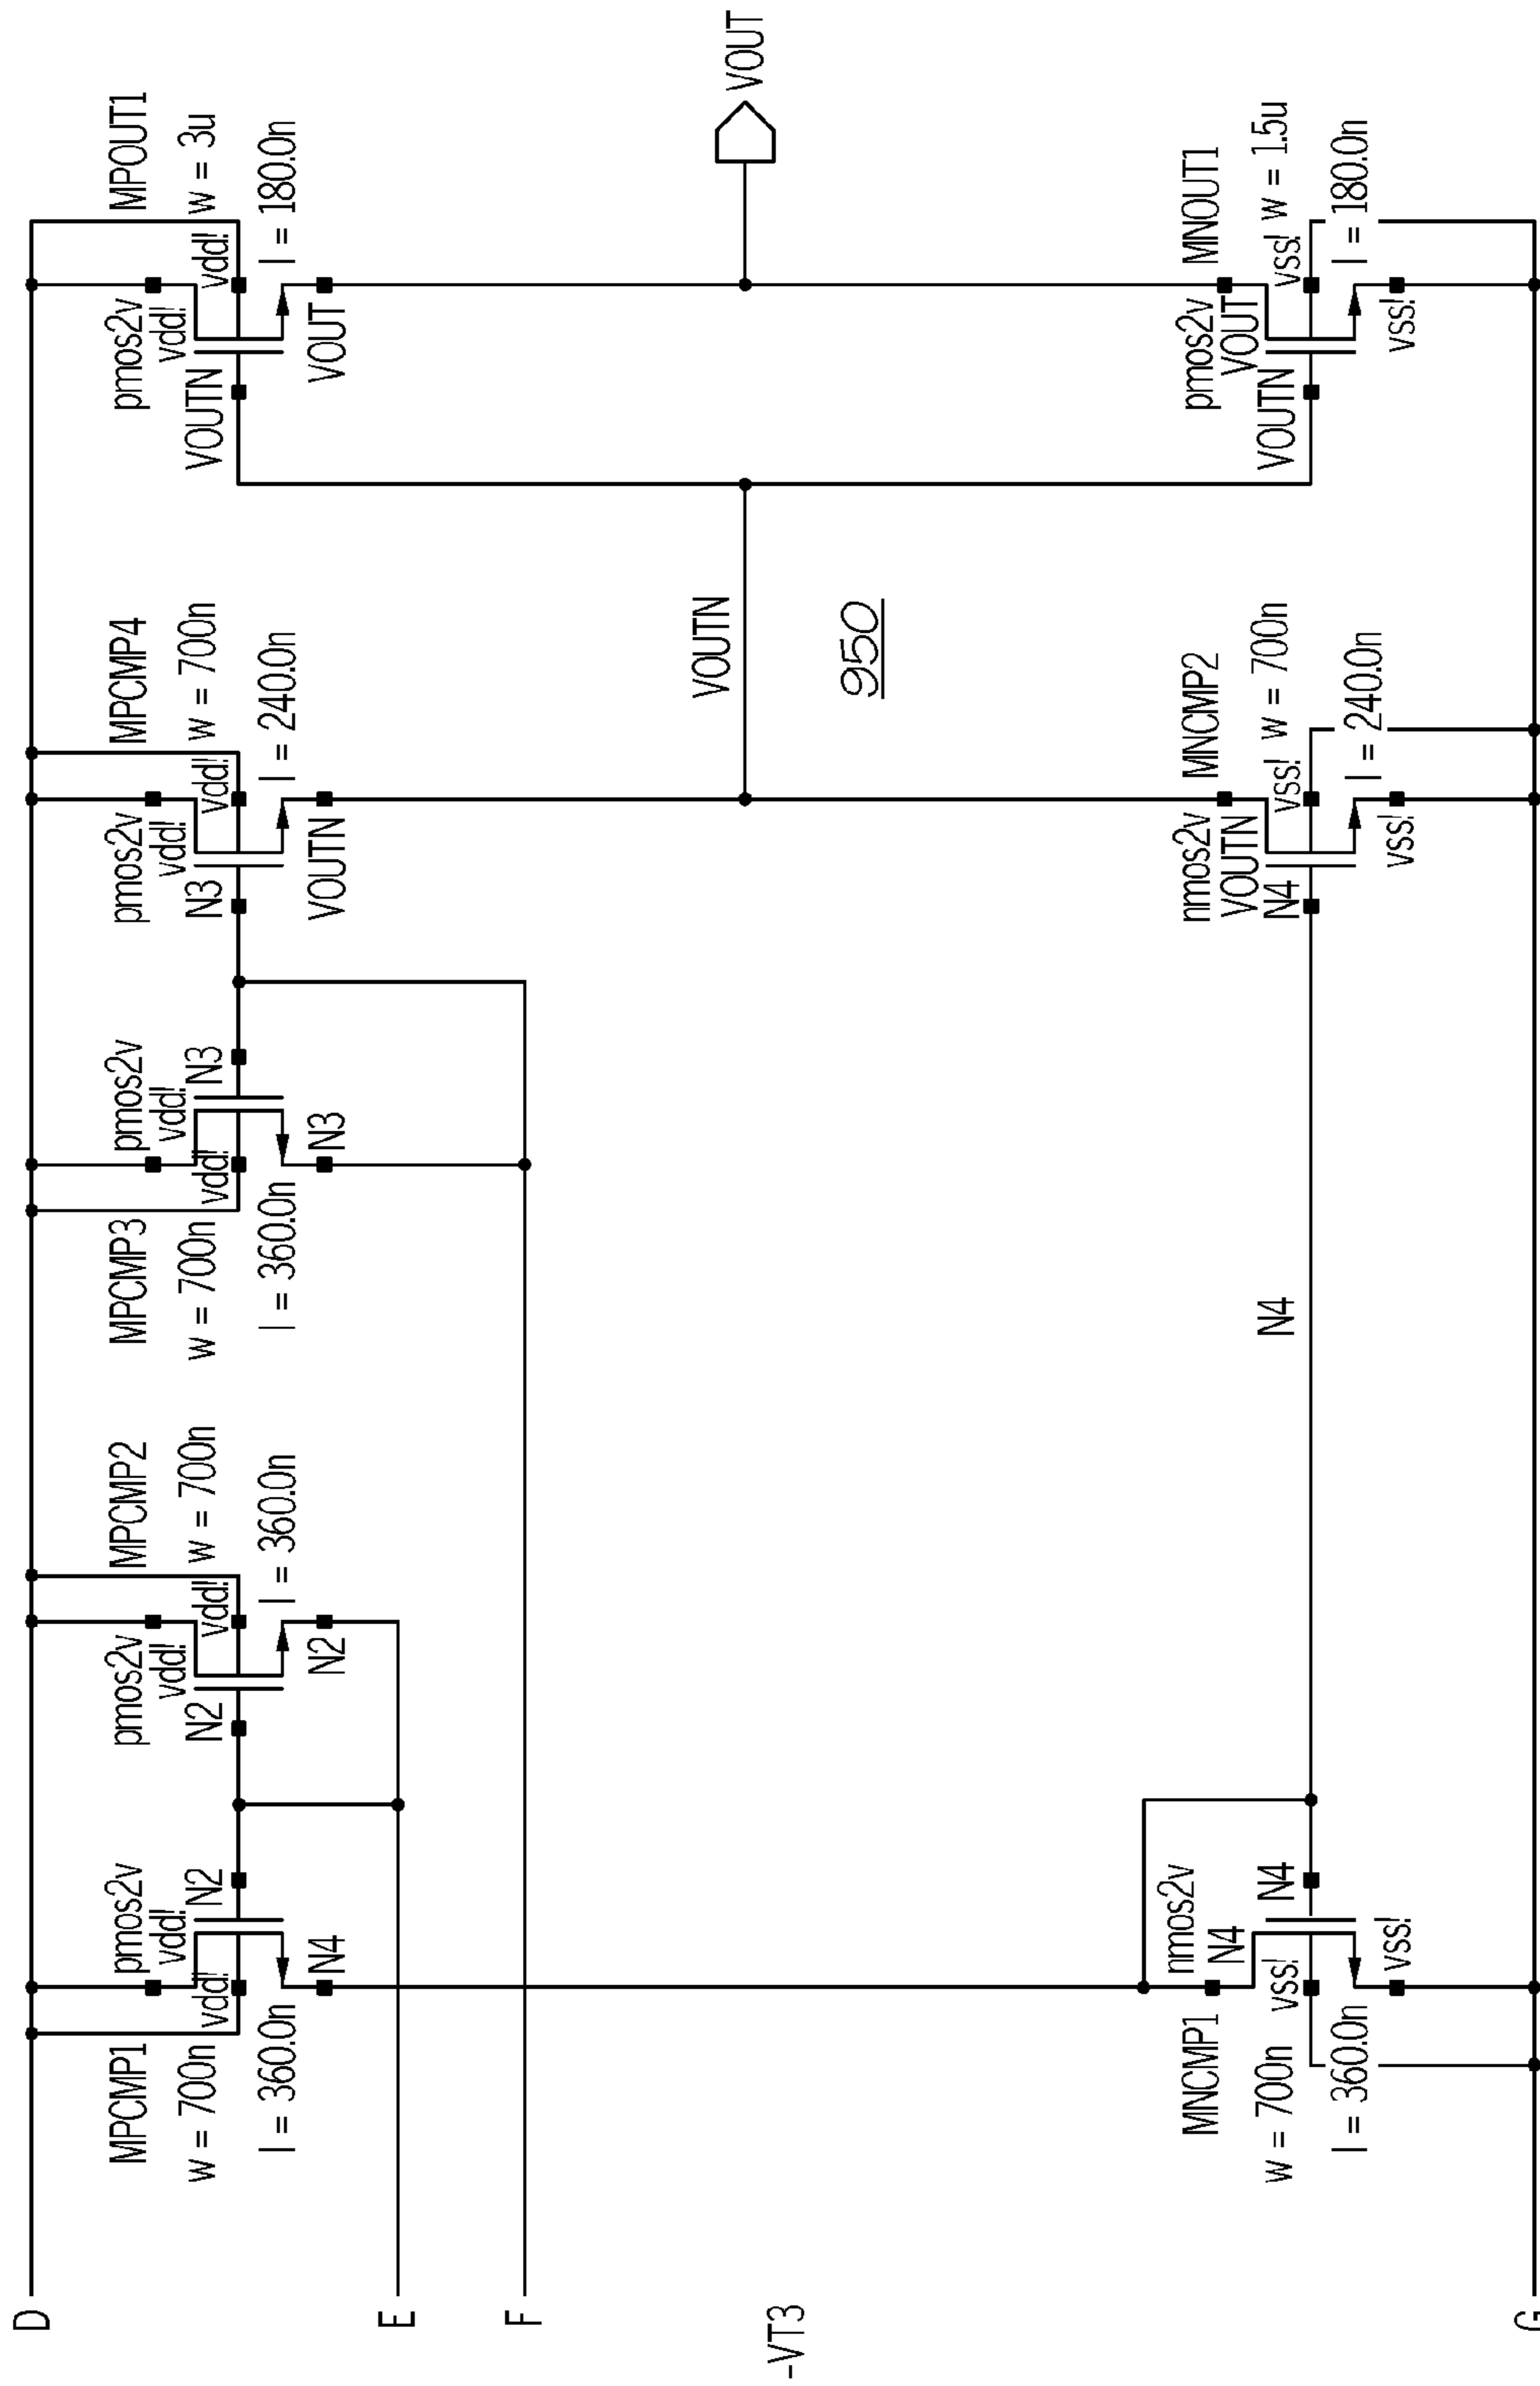 D
E
F
-VT3
G
MPCMP1
w = 700n
l = 360.0n
pmos2v
vdd!
vdd!
N2
N4
MPCMP2
w = 700n
l = 360.0n
pmos2v
vdd!
vdd!
N2
N2
MPCMP3
w = 700n
l = 360.0n
pmos2v
vdd!
vdd!
N3
N3
MPCMP4
w = 700n
l = 240.0n
pmos2v
vdd!
vdd!
N3
VOUTN
MPOUT1
w = 3u
l = 180.0n
pmos2v
vdd!
vdd!
VOUTN
VOUT
VOUTN
950
VOUT
MNCMP1
w = 700n
l = 360.0n
nmos2v
N4
vss!
N4
vss!
N4
MNCMP2
w = 700n
l = 240.0n
nmos2v
VOUTN
vss!
N4
vss!
MNOUT1
w = 1.5u
l = 180.0n
pmos2v
VOUT
vss!
VOUTN
vss!